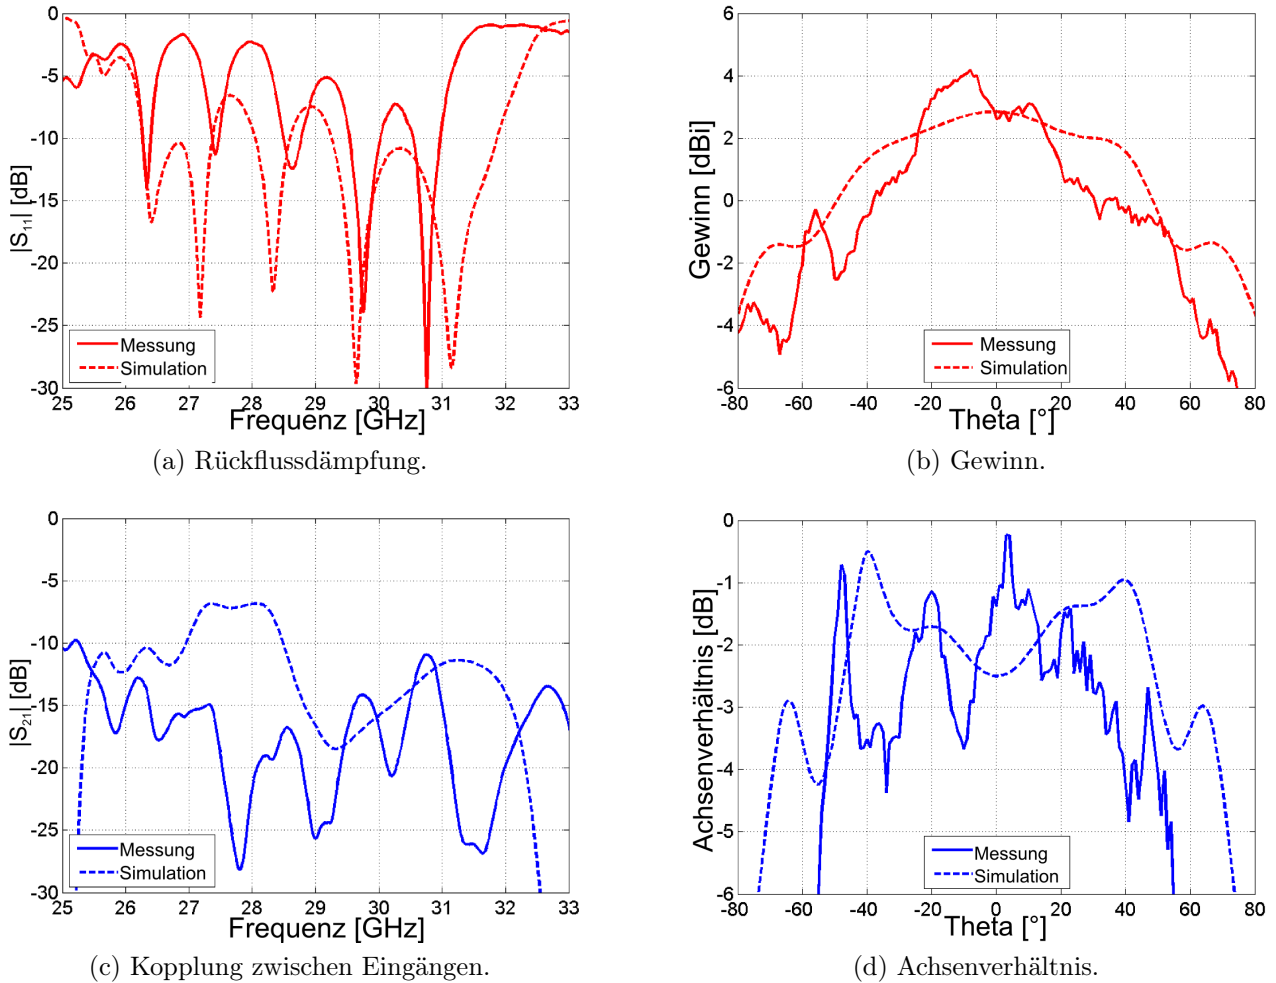 0
-5
-10
-15
-20
-25
-30
|S11| [dB]
Messung
Simulation
25 26 27 28 29 30 31 32 33
Frequenz [GHz]
(a) Rückflussdämpfung.
6
4
2
0
-2
-4
-6
Gewinn [dBi]
Messung
Simulation
-80 -60 -40 -20 0 20 40 60 80
Theta [°]
(b) Gewinn.
0
-5
-10
-15
-20
-25
-30
|S21| [dB]
Messung
Simulation
25 26 27 28 29 30 31 32 33
Frequenz [GHz]
(c) Kopplung zwischen Eingängen.
0
-1
-2
-3
-4
-5
-6
Achsenverhältnis [dB]
Messung
Simulation
-80 -60 -40 -20 0 20 40 60 80
Theta [°]
(d) Achsenverhältnis.